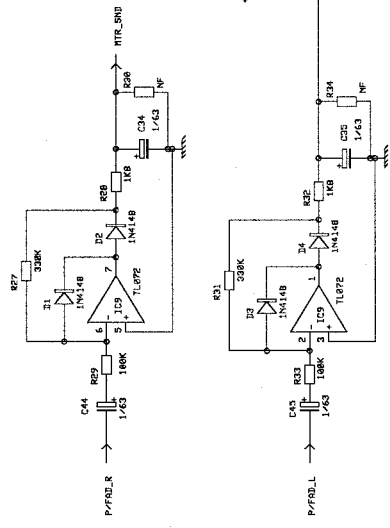 P/FAD_R
C44
+
1/63
R29
100K
R27
330K
D1
1N4148
6
5
-
+
IC9
TL072
7
D2
1N4148
R28
1K8
+
C34
1/63
R30
NF
MTR_SND
P/FAD_L
C45
+
1/63
R33
100K
R31
330K
D3
1N4148
2
3
-
+
IC9
TL072
1
D4
1N4148
R32
1K8
+
C35
1/63
R34
NF